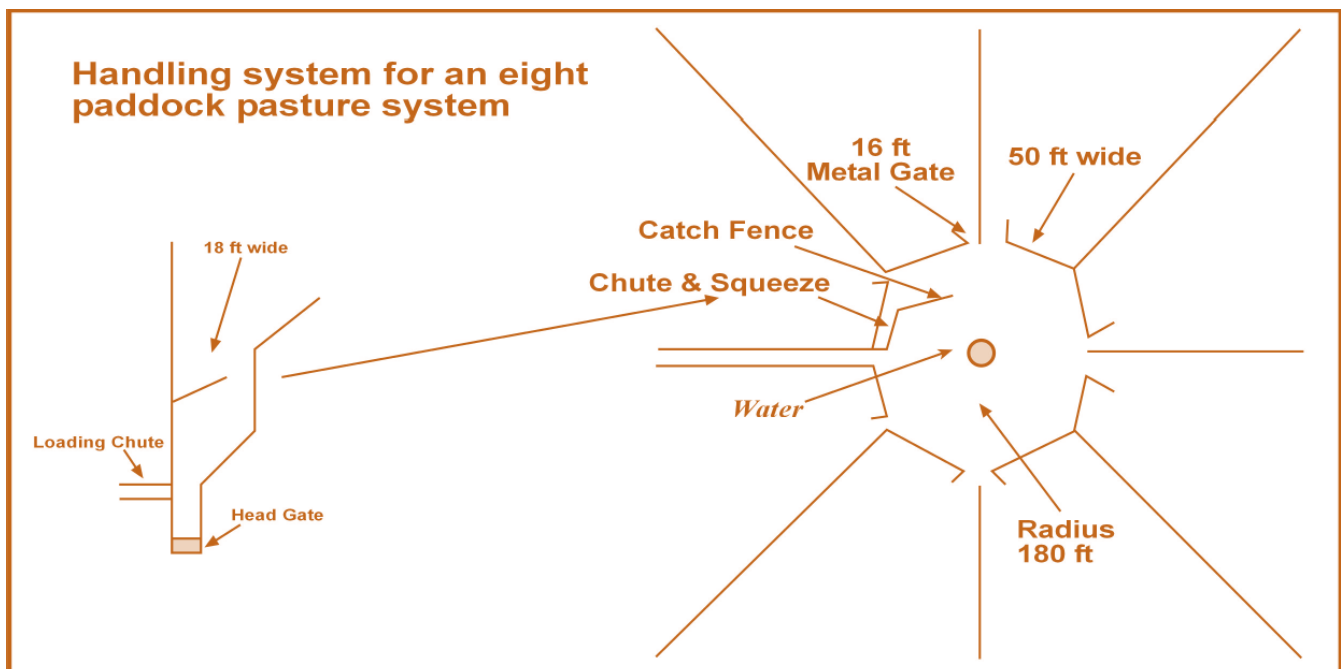 Handling system for an eight
paddock pasture system
16 ft
Metal Gate
50 ft wide
Catch Fence
18 ft wide
Chute & Squeeze
Water
Loading Chute
Head Gate
Radius
180 ft